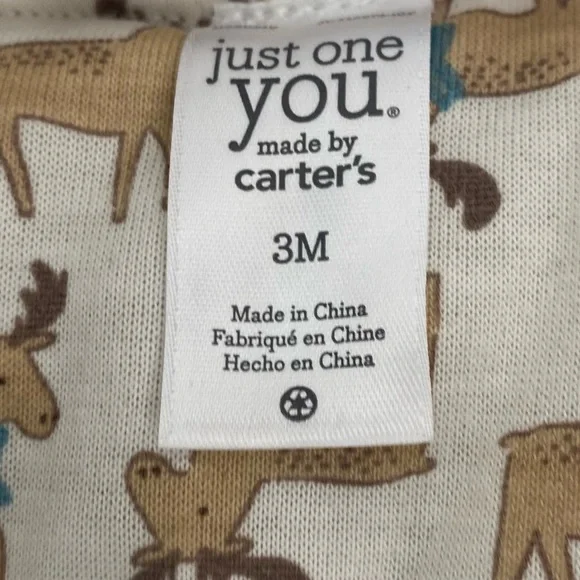 just one
you.®
made by
carter's
3M
Made in China
Fabriqué en Chine
Hecho en China